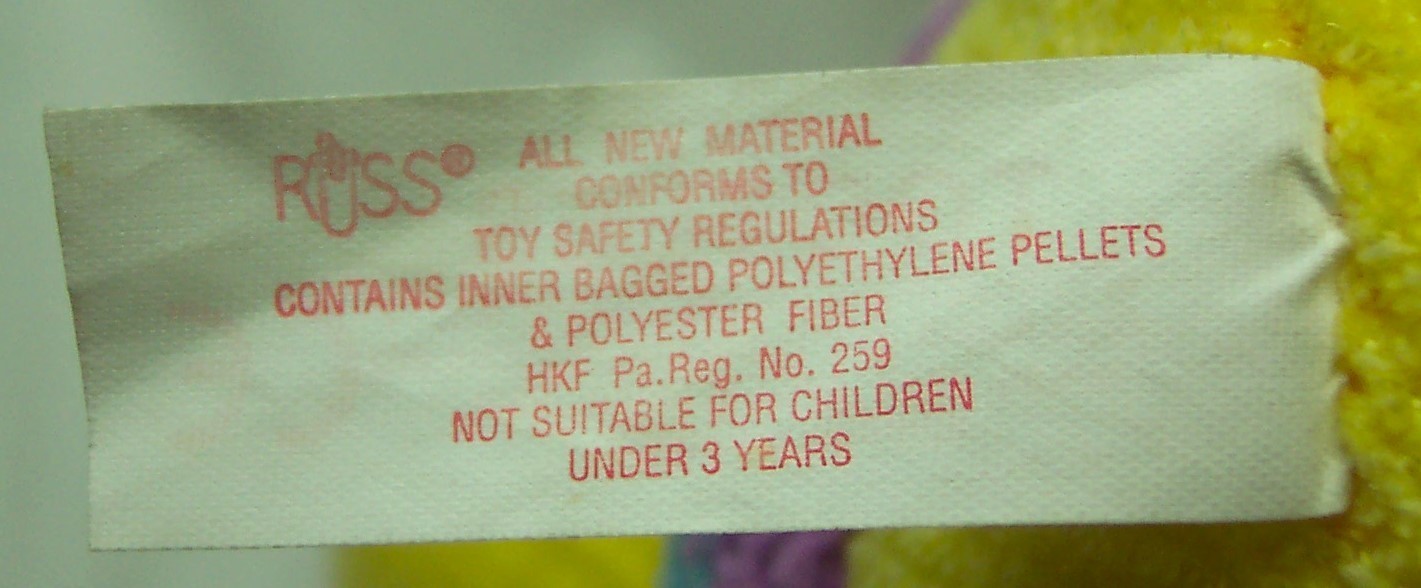 RUSS® ALL NEW MATERIAL
CONFORMS TO
TOY SAFETY REGULATIONS
CONTAINS INNER BAGGED POLYETHYLENE PELLETS
& POLYESTER FIBER
HKF Pa.Reg. No. 259
NOT SUITABLE FOR CHILDREN
UNDER 3 YEARS